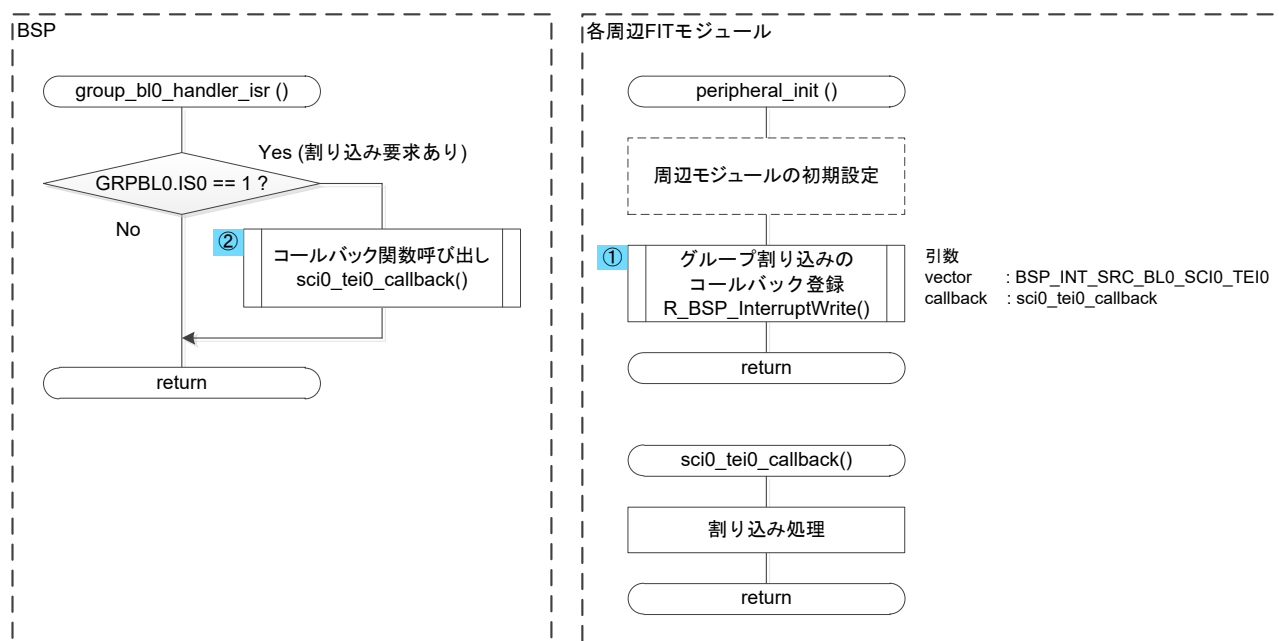 BSP
group_bl0_handler_isr ()
Yes (割り込み要求あり)
GRPBL0.IS0 == 1 ?
No
②
コールバック関数呼び出し
sci0_tei0_callback()
return
各周辺FITモジュール
peripheral_init ()
周辺モジュールの初期設定
①
グループ割り込みの
コールバック登録
R_BSP_InterruptWrite()
引数
vector : BSP_INT_SRC_BL0_SCI0_TEI0
callback : sci0_tei0_callback
return
sci0_tei0_callback()
割り込み処理
return